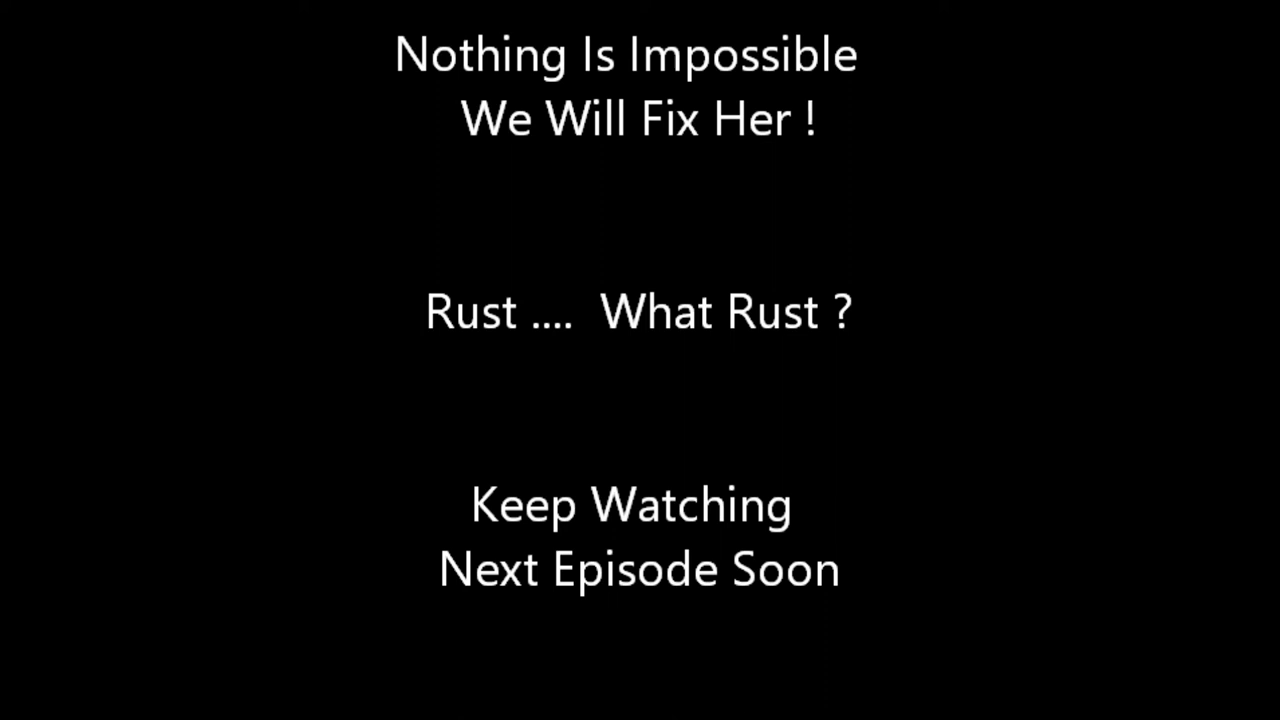 Nothing Is Impossible
We Will Fix Her !
Rust ....  What Rust ?
Keep Watching
Next Episode Soon